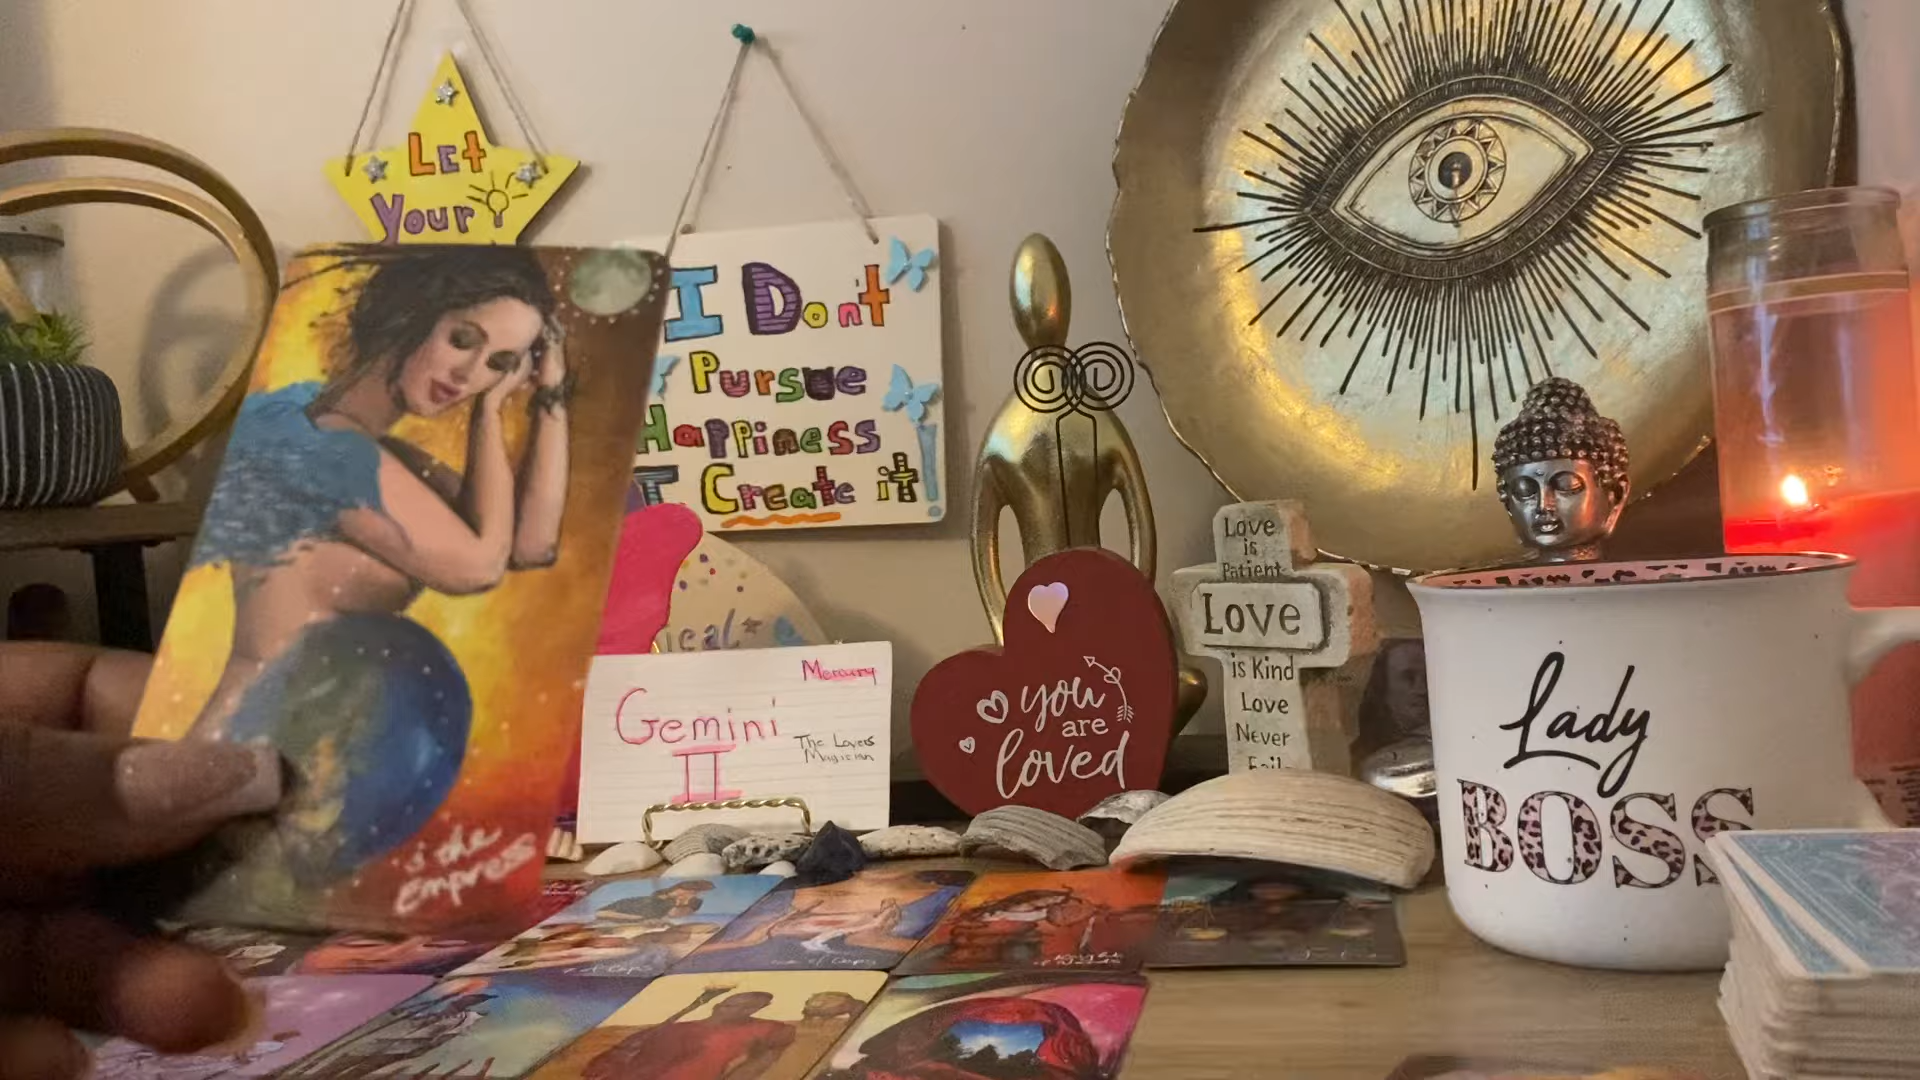 Let
Your
I Don't
Pursue
Happiness
I Create it!
Mercury
Gemini
The Lovers
Magician
you
are
loved
Love
is
Patient
Love
is Kind
Love
Never
Lady
BOSS
the
empress